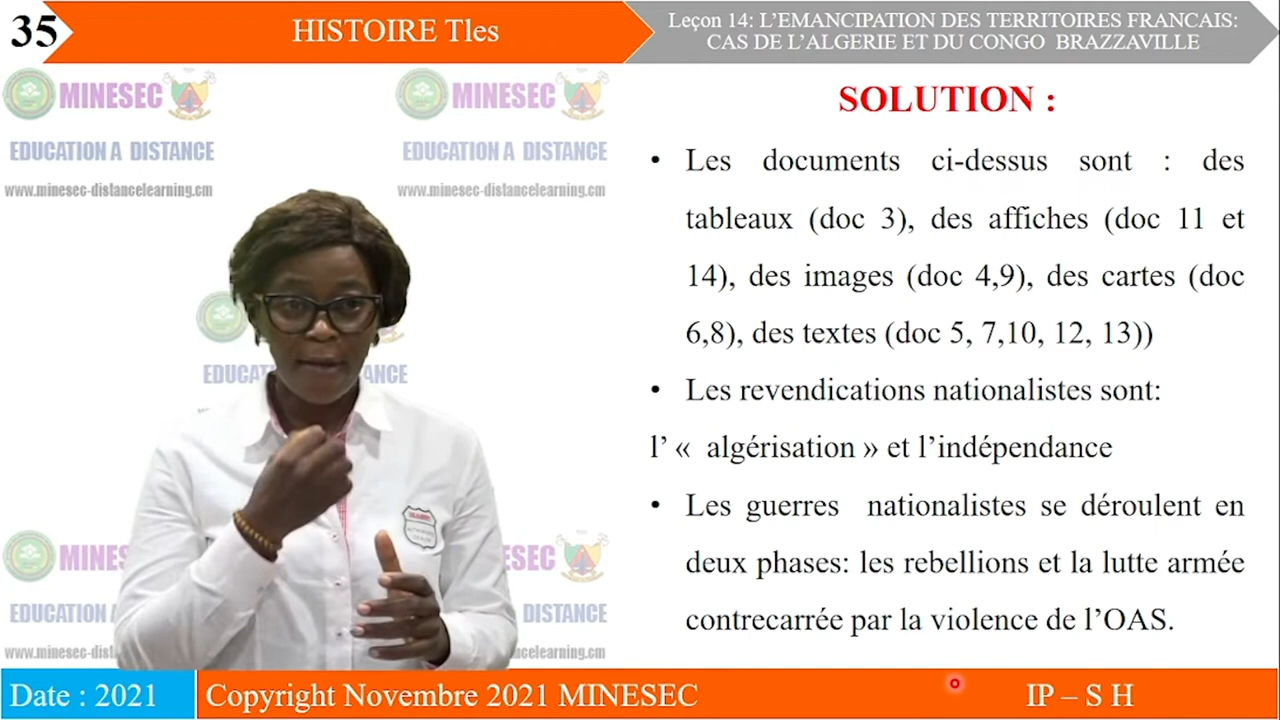 35
HISTOIRE Tles
Leçon 14: L’EMANCIPATION DES TERRITOIRES FRANCAIS:
CAS DE L’ALGERIE ET DU CONGO BRAZZAVILLE
MINESEC
EDUCATION A DISTANCE
www.minesec-distancelearning.cm
MINESEC
EDUCATION A DISTANCE
www.minesec-distancelearning.cm
SOLUTION :
• Les documents ci-dessus sont : des
tableaux (doc 3), des affiches (doc 11 et
14), des images (doc 4,9), des cartes (doc
6,8), des textes (doc 5, 7,10, 12, 13))
• Les revendications nationalistes sont:
l’ « algérisation » et l’indépendance
• Les guerres nationalistes se déroulent en
deux phases: les rebellions et la lutte armée
contrecarrée par la violence de l’OAS.
Date : 2021
Copyright Novembre 2021 MINESEC
IP – S H